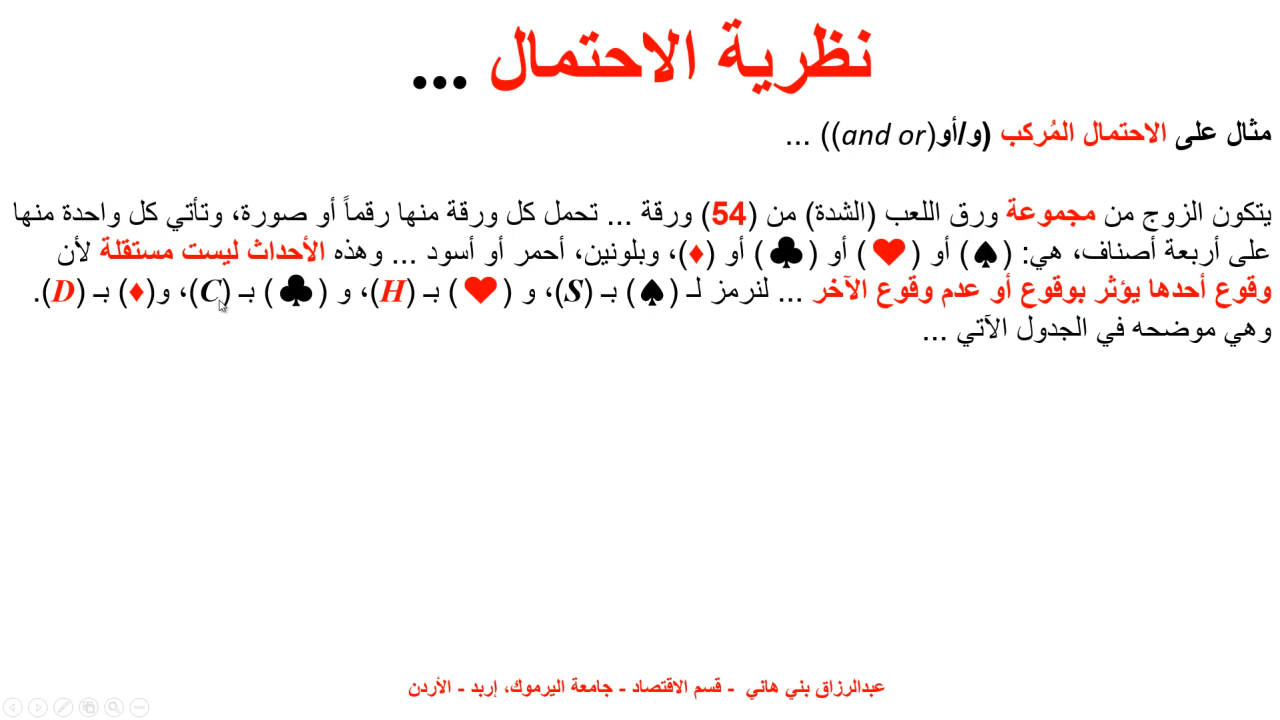 نظرية الاحتمال ...
مثال على الاحتمال المُركب (و/أو(and or)) ...
يتكون الزوج من مجموعة ورق اللعب (الشدة) من (54) ورقة ... تحمل كل ورقة منها رقماً أو صورة، وتأتي كل واحدة منها
على أربعة أصناف، هي: (♠) أو (♥) أو (♣) أو (♦)، وبلونين، أحمر أو أسود ... وهذه الأحداث ليست مستقلة لأن
وقوع أحدها يؤثر بوقوع أو عدم وقوع الآخر ... لنرمز لـ (♠) بـ (S)، و (♥) بـ (H)، و (♣) بـ (C)، و(♦) بـ (D).
وهي موضحه في الجدول الآتي ...
عبدالرزاق بني هاني - قسم الاقتصاد - جامعة اليرموك، إربد - الأردن